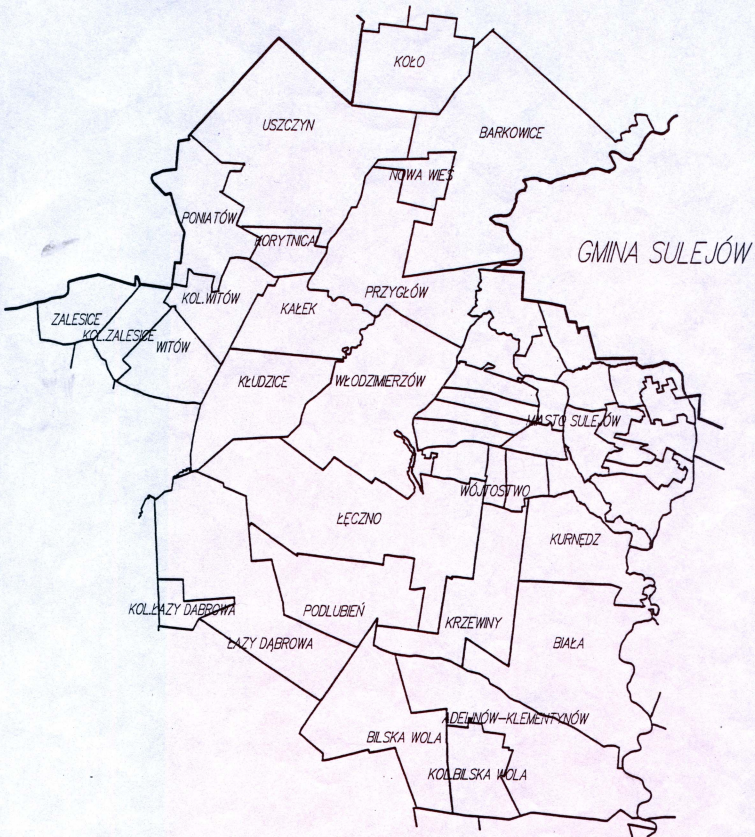 KOŁO
USZCZYN
BARKOWICE
NOWA WIEŚ
PONIATÓW
KORYTNICA
GMINA SULEJÓW
KOL.WITÓW
PRZYGŁÓW
KAŁEK
ZALESICE
KOL.ZALESICE
WITÓW
KŁUDZICE
WŁODZIMIERZÓW
MIASTO SULEJÓW
WÓJTOSTWO
ŁĘCZNO
KURNĘDZ
KOL.ŁAZY DĄBROWA
PODLUBIEŃ
KRZEWINY
ŁAZY DĄBROWA
BIAŁA
ADELINÓW-KLEMENTYNÓW
BILSKA WOLA
KOL.BILSKA WOLA